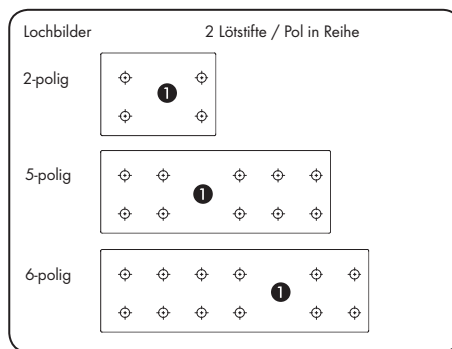 Lochbilder 2 Lötstifte / Pol in Reihe
2-polig
1
5-polig
1
6-polig
1